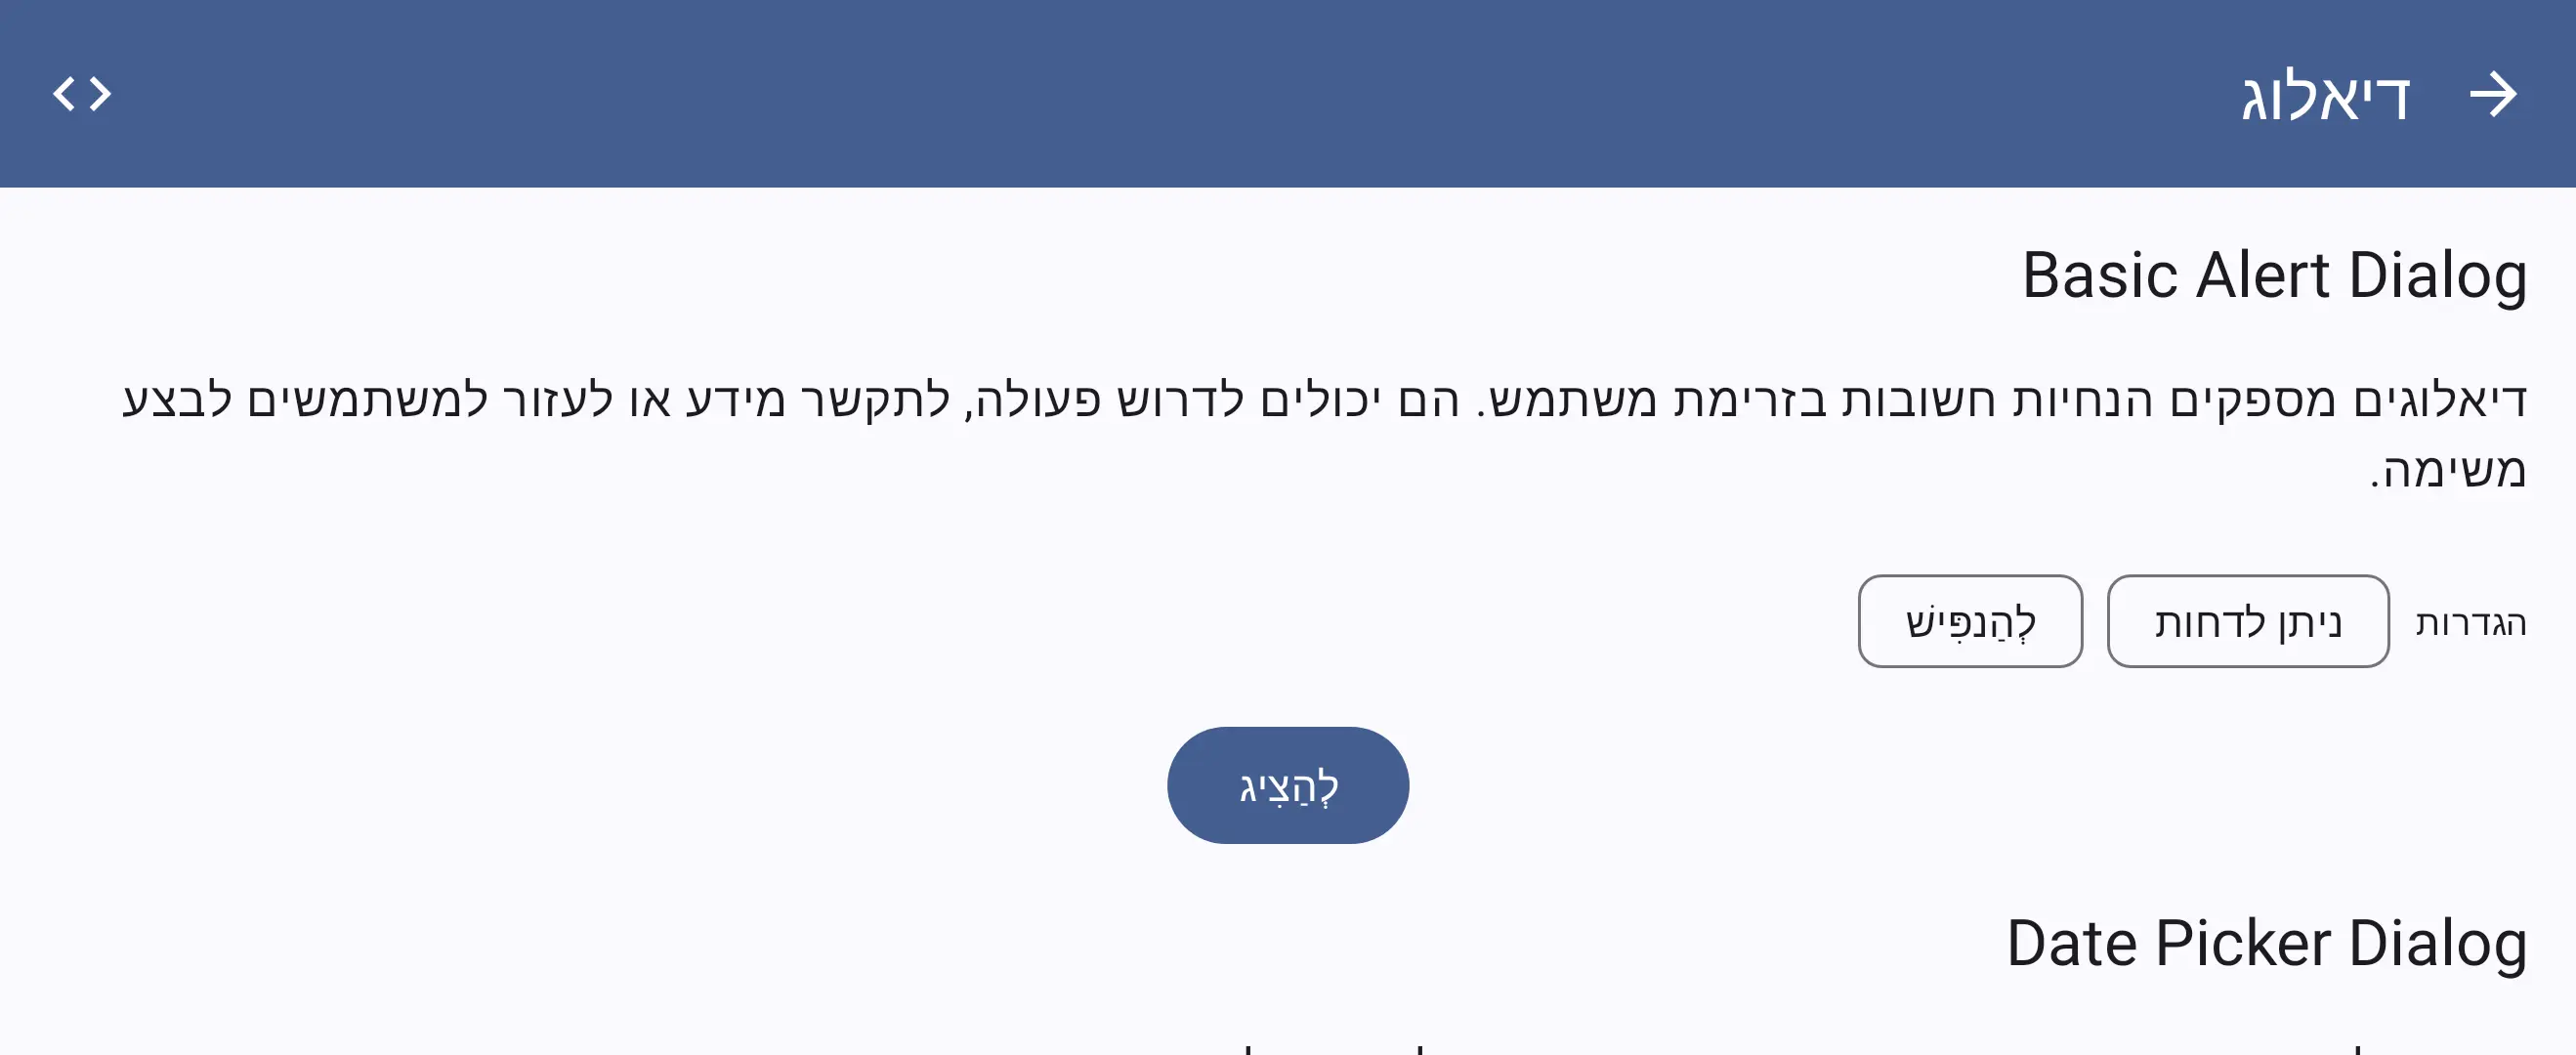 דיאלוג
Basic Alert Dialog
דיאלוגים מספקים הנחיות חשובות בזרימת משתמש. הם יכולים לדרוש פעולה, לתקשר מידע או לעזור למשתמשים לבצע
משימה.
הגדרות ניתן לדחות לְהַנפִּישׁ
לְהַצִיג
Date Picker Dialog